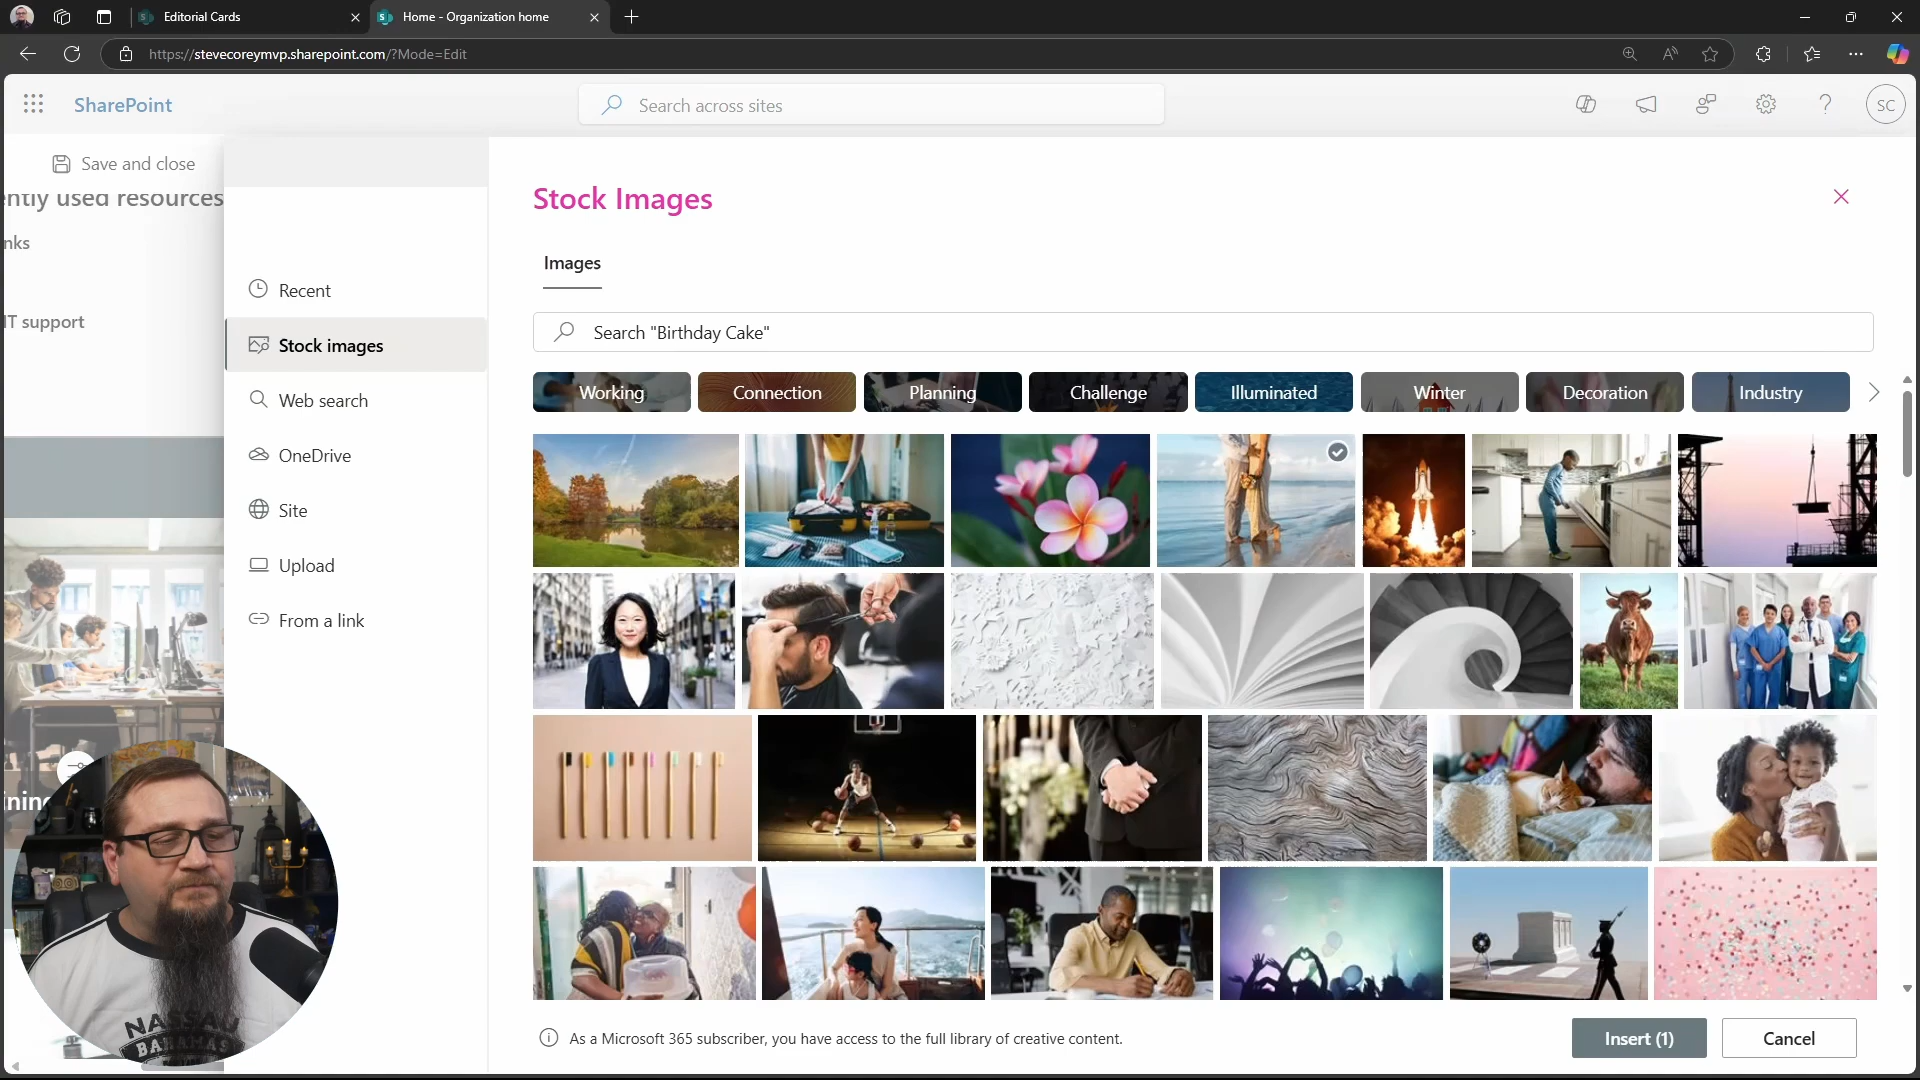 Editorial Cards
Home - Organization home
https://stevecoreymvp.sharepoint.com/?Mode=Edit
SharePoint
Search across sites
SC
Save and close
ently used resources
nks
IT support
Recent
Stock images
Web search
OneDrive
Site
Upload
From a link
Stock Images
Images
Search "Birthday Cake"
Working
Connection
Planning
Challenge
Illuminated
Winter
Decoration
Industry
NASSAU
BAHAMAS
As a Microsoft 365 subscriber, you have access to the full library of creative content.
Insert (1)
Cancel